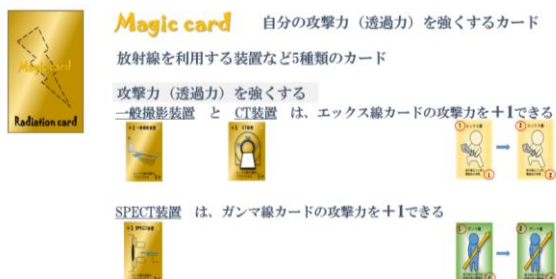 Magic card 自分の攻撃力（透過力）を強くするカード
Magic card
放射線を利用する装置など5種類のカード
Radiation card
攻撃力（透過力）を強くする
一般撮影装置 と CT装置 は、エックス線カードの攻撃力を＋1できる
SPECT装置 は、ガンマ線カードの攻撃力を＋1できる